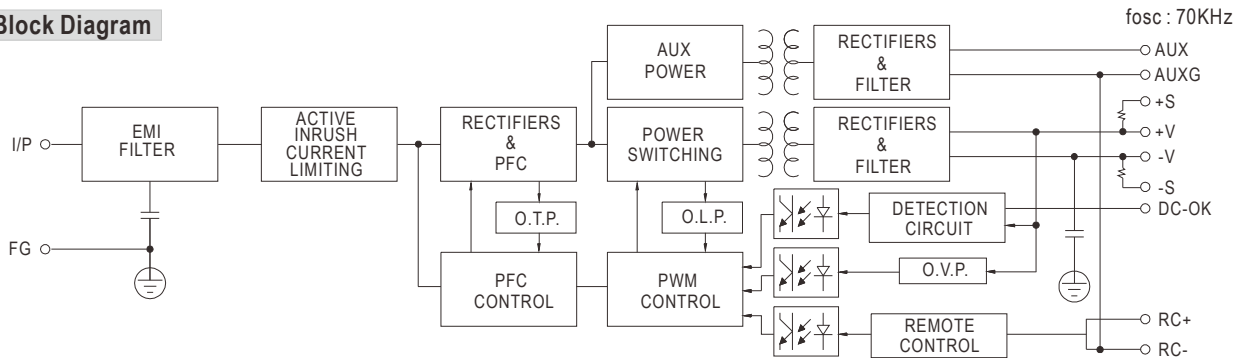 Block Diagram
fosc : 70KHz
AUX
POWER
RECTIFIERS
&
FILTER
AUX
AUXG
I/P
EMI
FILTER
ACTIVE
INRUSH
CURRENT
LIMITING
RECTIFIERS
&
PFC
POWER
SWITCHING
RECTIFIERS
&
FILTER
+S
+V
-V
-S
O.T.P.
O.L.P.
DETECTION
CIRCUIT
DC-OK
FG
PFC
CONTROL
PWM
CONTROL
O.V.P.
REMOTE
CONTROL
RC+
RC-